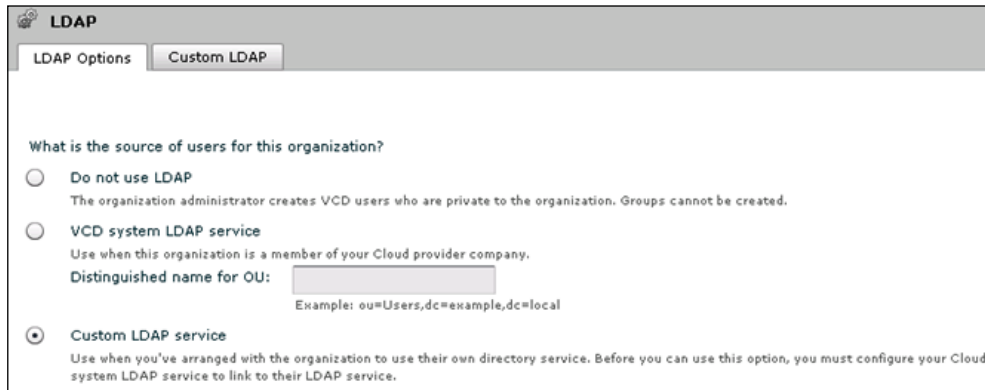 LDAP
LDAP Options
Custom LDAP
What is the source of users for this organization?
Do not use LDAP
The organization administrator creates VCD users who are private to the organization. Groups cannot be created.
VCD system LDAP service
Use when this organization is a member of your Cloud provider company.
Distinguished name for OU:
Example: ou=Users,dc=example,dc=local
Custom LDAP service
Use when you've arranged with the organization to use their own directory service. Before you can use this option, you must configure your Cloud
system LDAP service to link to their LDAP service.